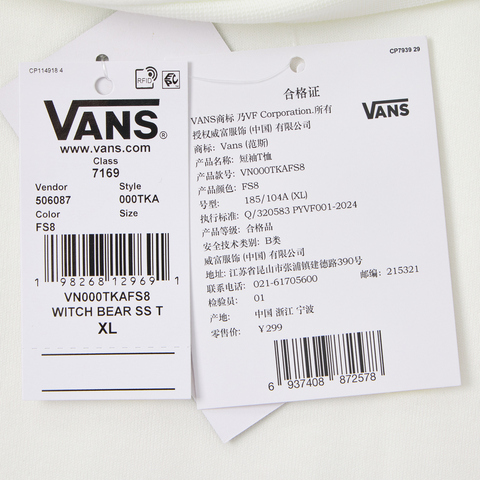 CP114918 4
RFID
VANS®
www.vans.com
Class
7169
Vendor Style
506087 000TKA
Color Size
FS8
1 98268 12969 1
VN000TKAFS8
WITCH BEAR SS T
XL
CP7939 29
合格证
VANS
VANS商标 乃VF Corporation.所有
授权威富服饰 (中国) 有限公司
商标: Vans (范斯)
产品名称: 短袖T恤
产品款号: VN000TKAFS8
产品颜色: FS8
号型: 185/104A (XL)
执行标准: Q/320583 PYVF001-2024
产品等级: 合格品
安全技术类别: B类
威富服饰 (中国) 有限公司
地址: 江苏省昆山市张浦镇建德路390号
联系电话: 021-61705600 邮编: 215321
检验员: 01
产地: 中国 浙江 宁波
零售价: ￥299
6 937408 872578